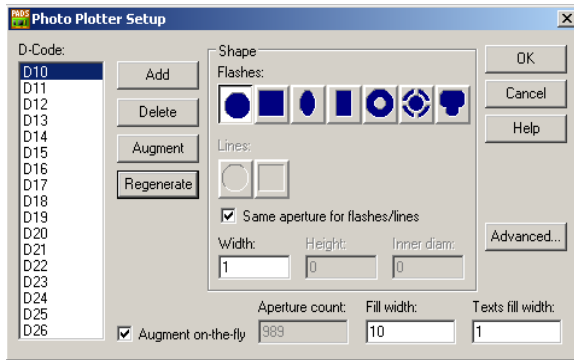 PADS Photo Plotter Setup
D-Code:
D10
D11
D12
D13
D14
D15
D16
D17
D18
D19
D20
D21
D22
D23
D24
D25
D26
Add
Delete
Augment
Regenerate
Augment on-the-fly
Shape
Flashes:
Lines:
Same aperture for flashes/lines
Width:
Height:
Inner diam:
1
0
0
Aperture count:
Fill width:
Texts fill width:
989
10
1
OK
Cancel
Help
Advanced...